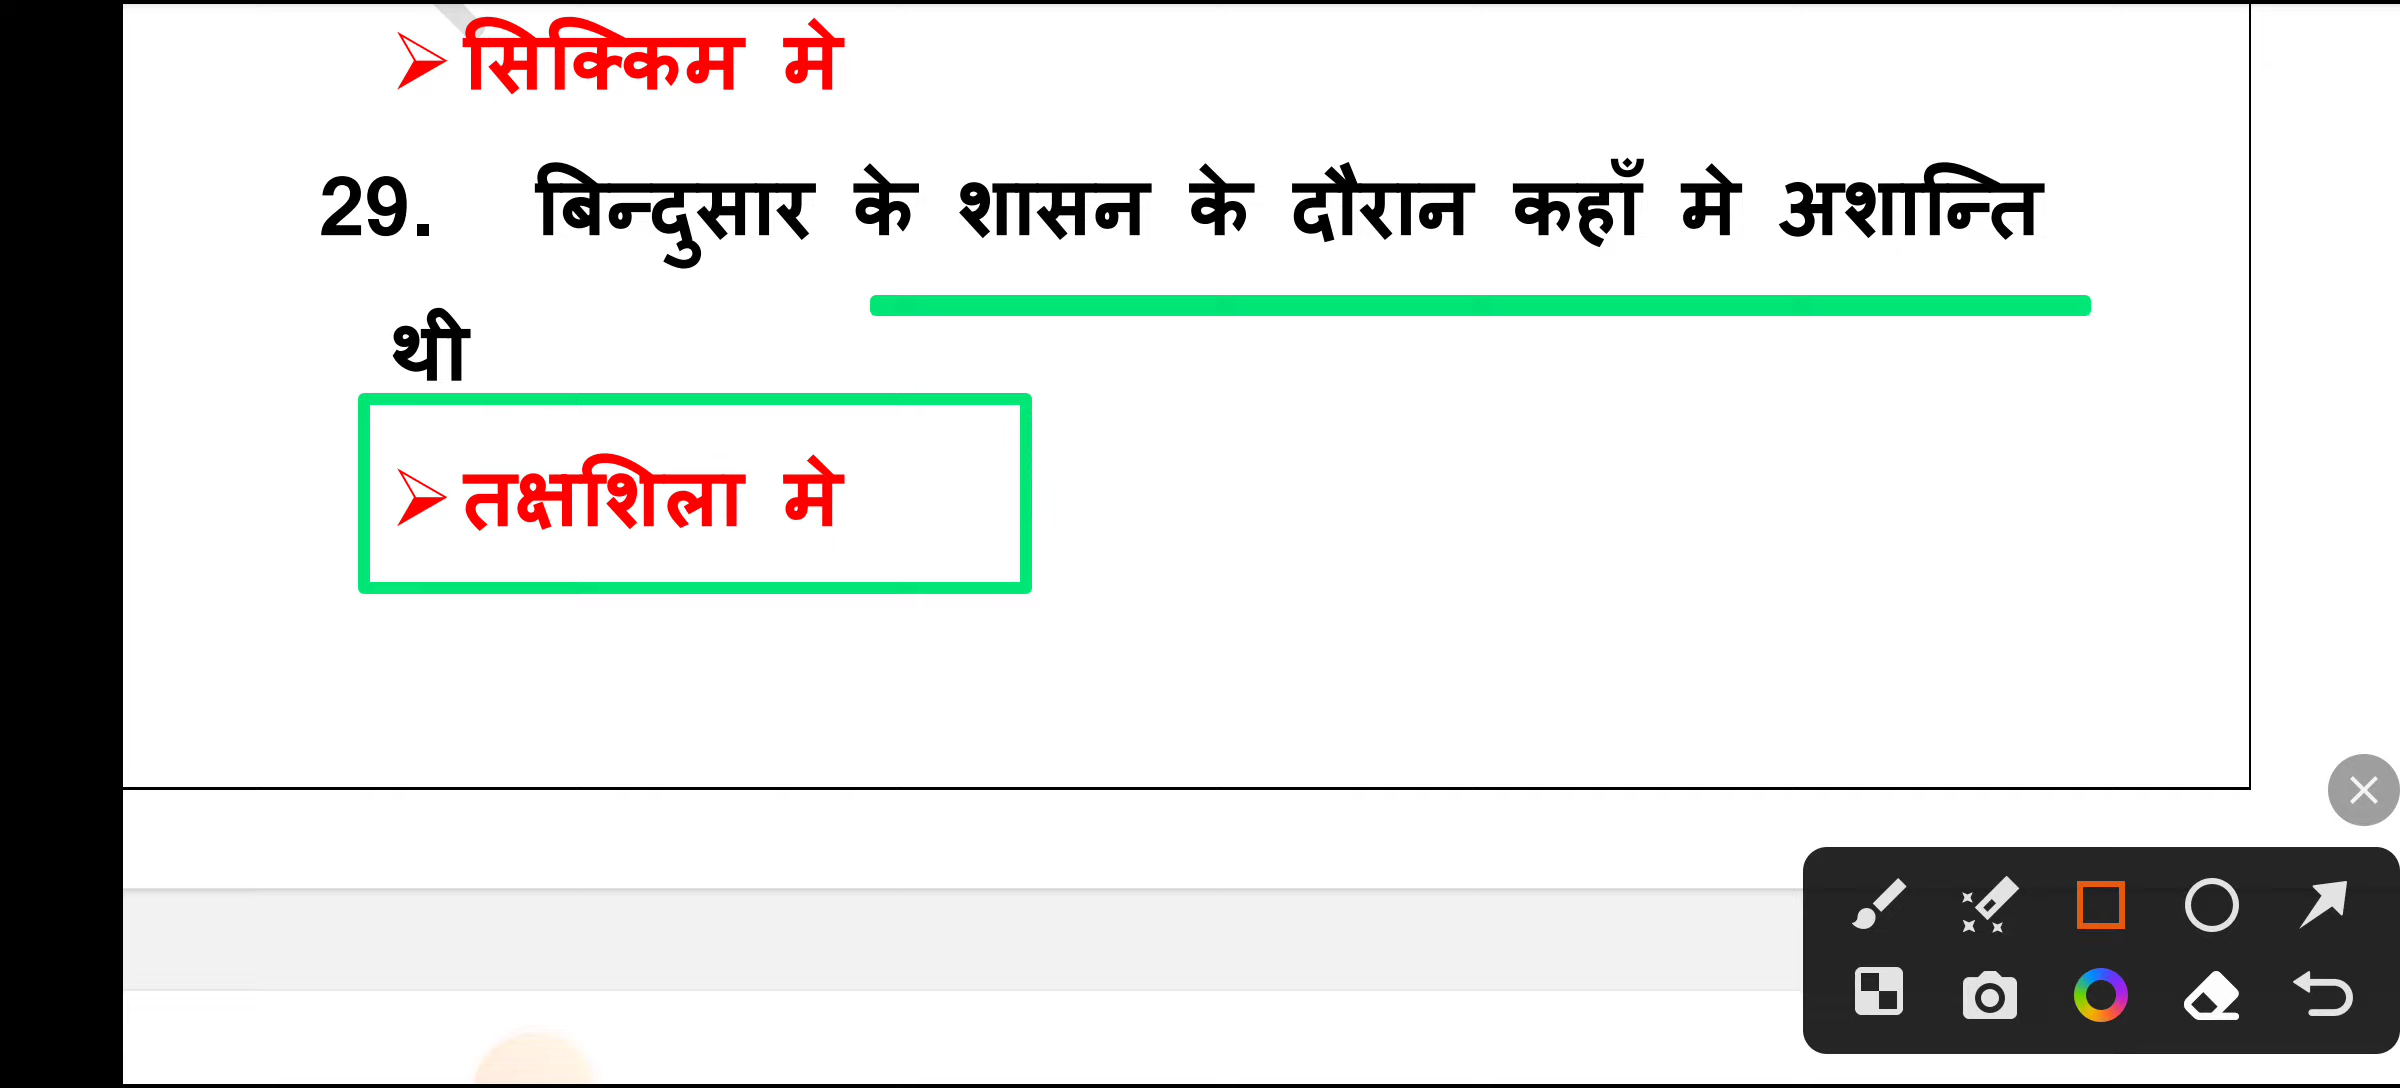 सिक्किम मे
29. बिन्दुसार के शासन के दौरान कहाँ मे अशान्ति
थी
तक्षशिला मे